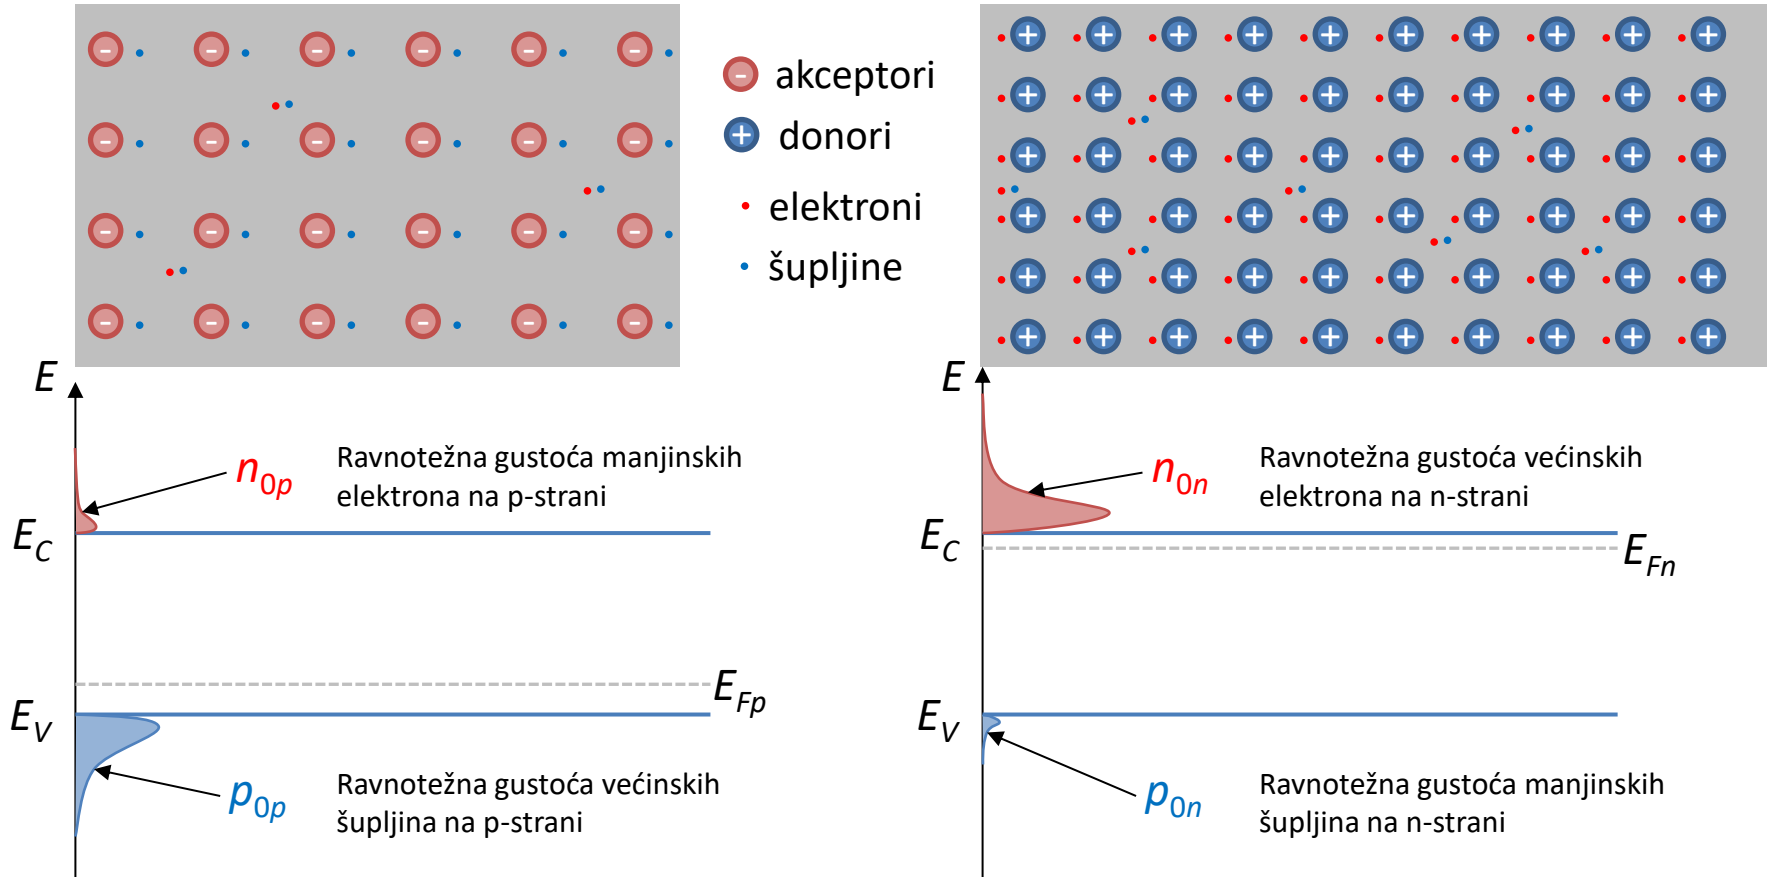 akceptori
donori
elektroni
šupljine
E
n0p
Ravnotežna gustoća manjinskih
elektrona na p-strani
EC
EFp
EV
p0p
Ravnotežna gustoća većinskih
šupljina na p-strani
E
n0n
Ravnotežna gustoća većinskih
elektrona na n-strani
EC
EFn
EV
p0n
Ravnotežna gustoća manjinskih
šupljina na n-strani